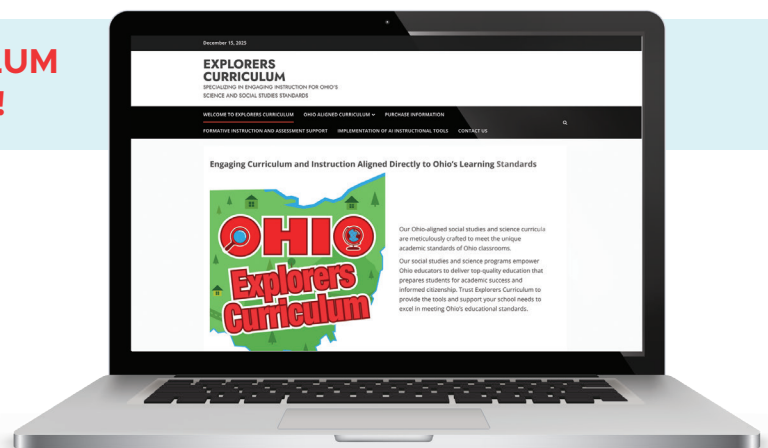 LUM
!
December 15, 2025
EXPLORERS
CURRICULUM
SPECIALIZING IN ENGAGING INSTRUCTION FOR OHIO'S
SCIENCE AND SOCIAL STUDIES STANDARDS
WELCOME TO EXPLORERS CURRICULUM OHIO ALIGNED CURRICULUM PURCHASE INFORMATION
FORMATIVE INSTRUCTION AND ASSESSMENT SUPPORT IMPLEMENTATION OF AI INSTRUCTIONAL TOOLS CONTACT US
Engaging Curriculum and Instruction Aligned Directly to Ohio's Learning Standards
OHIO
Explorers
Curriculum
Our Ohio-aligned social studies and science curricula
are meticulously crafted to meet the unique
academic standards of Ohio classrooms.
Our social studies and science programs empower
Ohio educators to deliver top-quality education that
prepares students for academic success and
informed citizenship. Trust Explorers Curriculum to
provide the tools and support your school needs to
excel in meeting Ohio's educational standards.